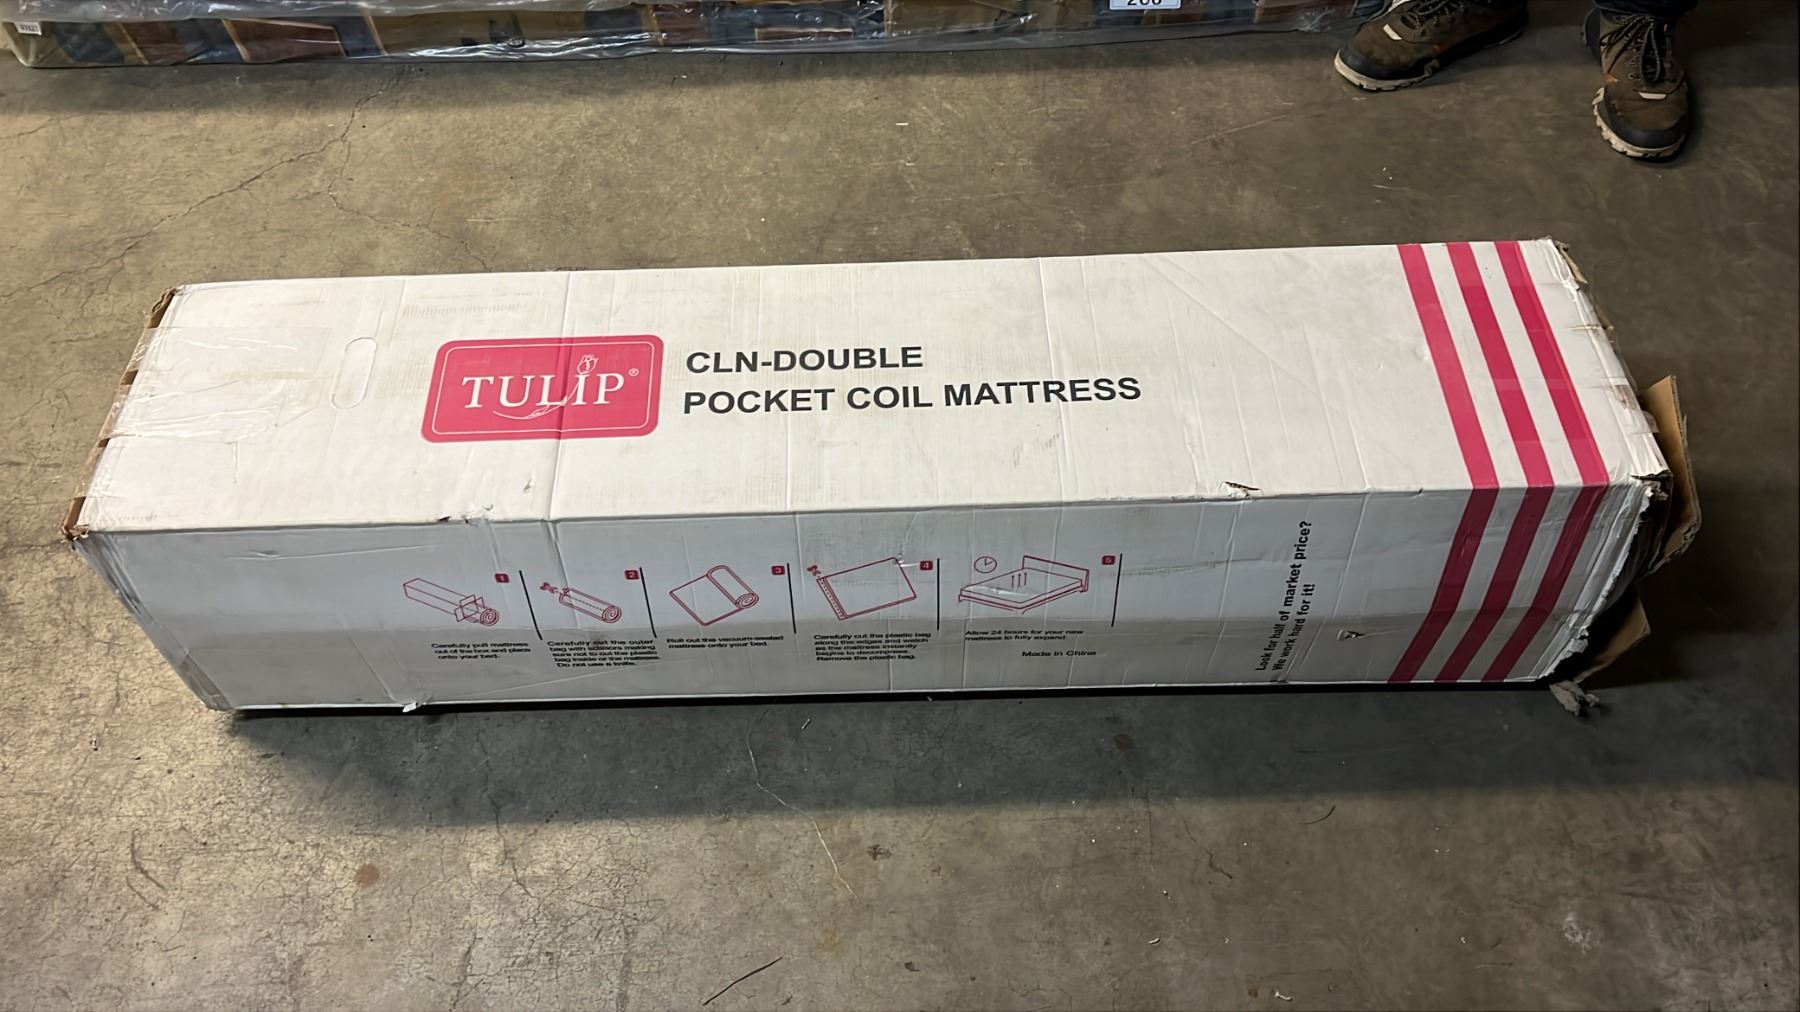 TULIP®
CLN-DOUBLE
POCKET COIL MATTRESS
1
Carefully pull mattress
out of the box and place
onto your bed.
2
Carefully cut the outer
bag with scissors making
sure not to cut the plastic
bag inside or the mattress.
Do not use a knife.
3
Roll out the vacuum-sealed
mattress onto your bed.
4
Carefully cut the plastic bag
along the edges and watch
as the mattress instantly
begins to decompress.
Remove the plastic bag.
5
Allow 24 hours for your new
mattress to fully expand.
Made in China
Look for half of market price?
We work hard for it!